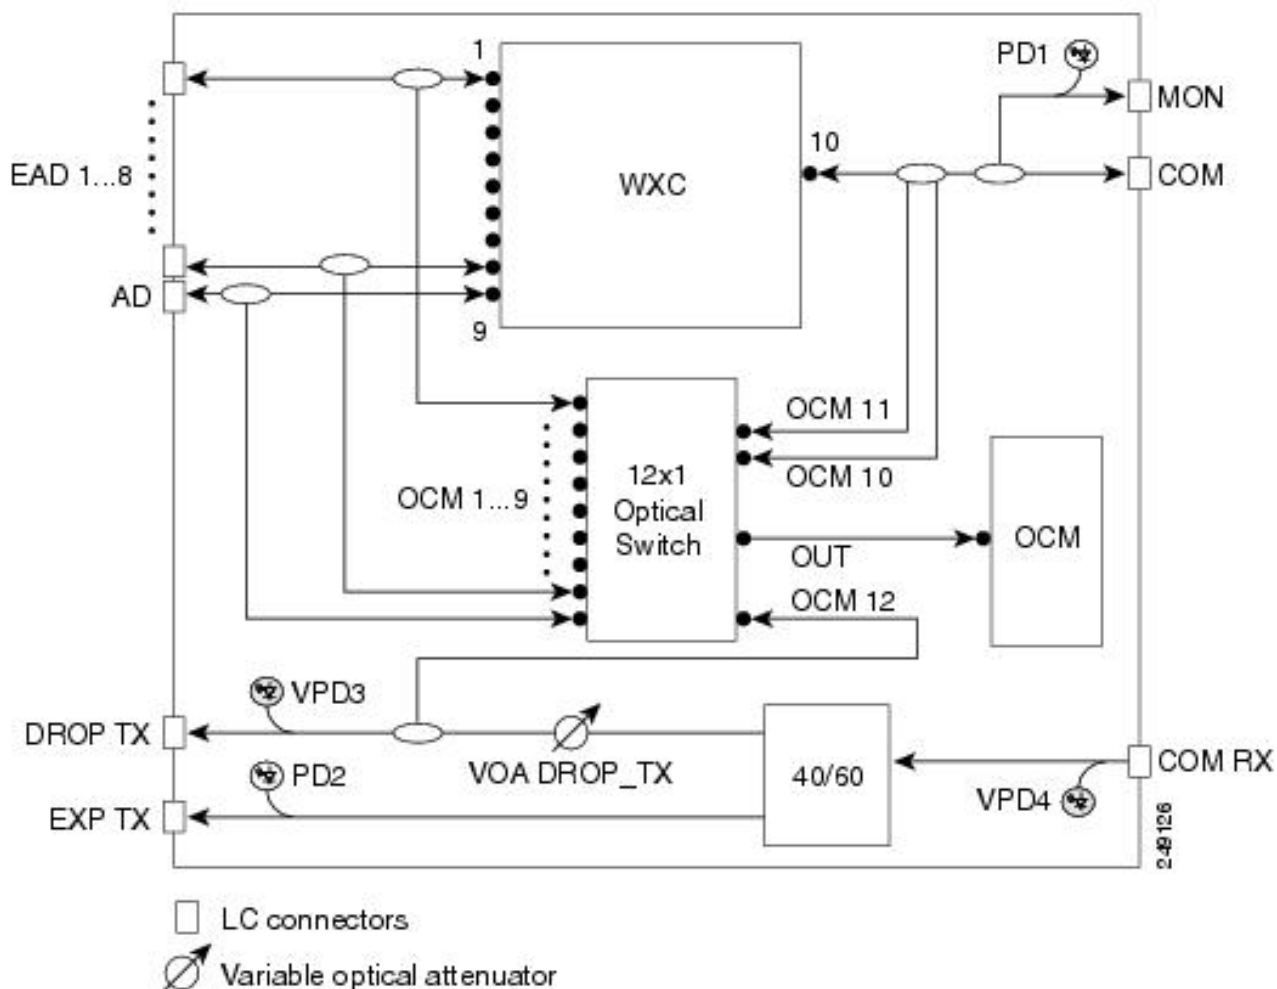 1
PD1
MON
EAD 1...8
WXC
10
COM
AD
9
OCM 11
OCM 10
OCM 1...9
12x1
Optical
Switch
OCM
OUT
OCM 12
VPD3
DROP TX
VOA DROP_TX
40/60
COM RX
PD2
VPD4
EXP TX
249126
LC connectors
Variable optical attenuator